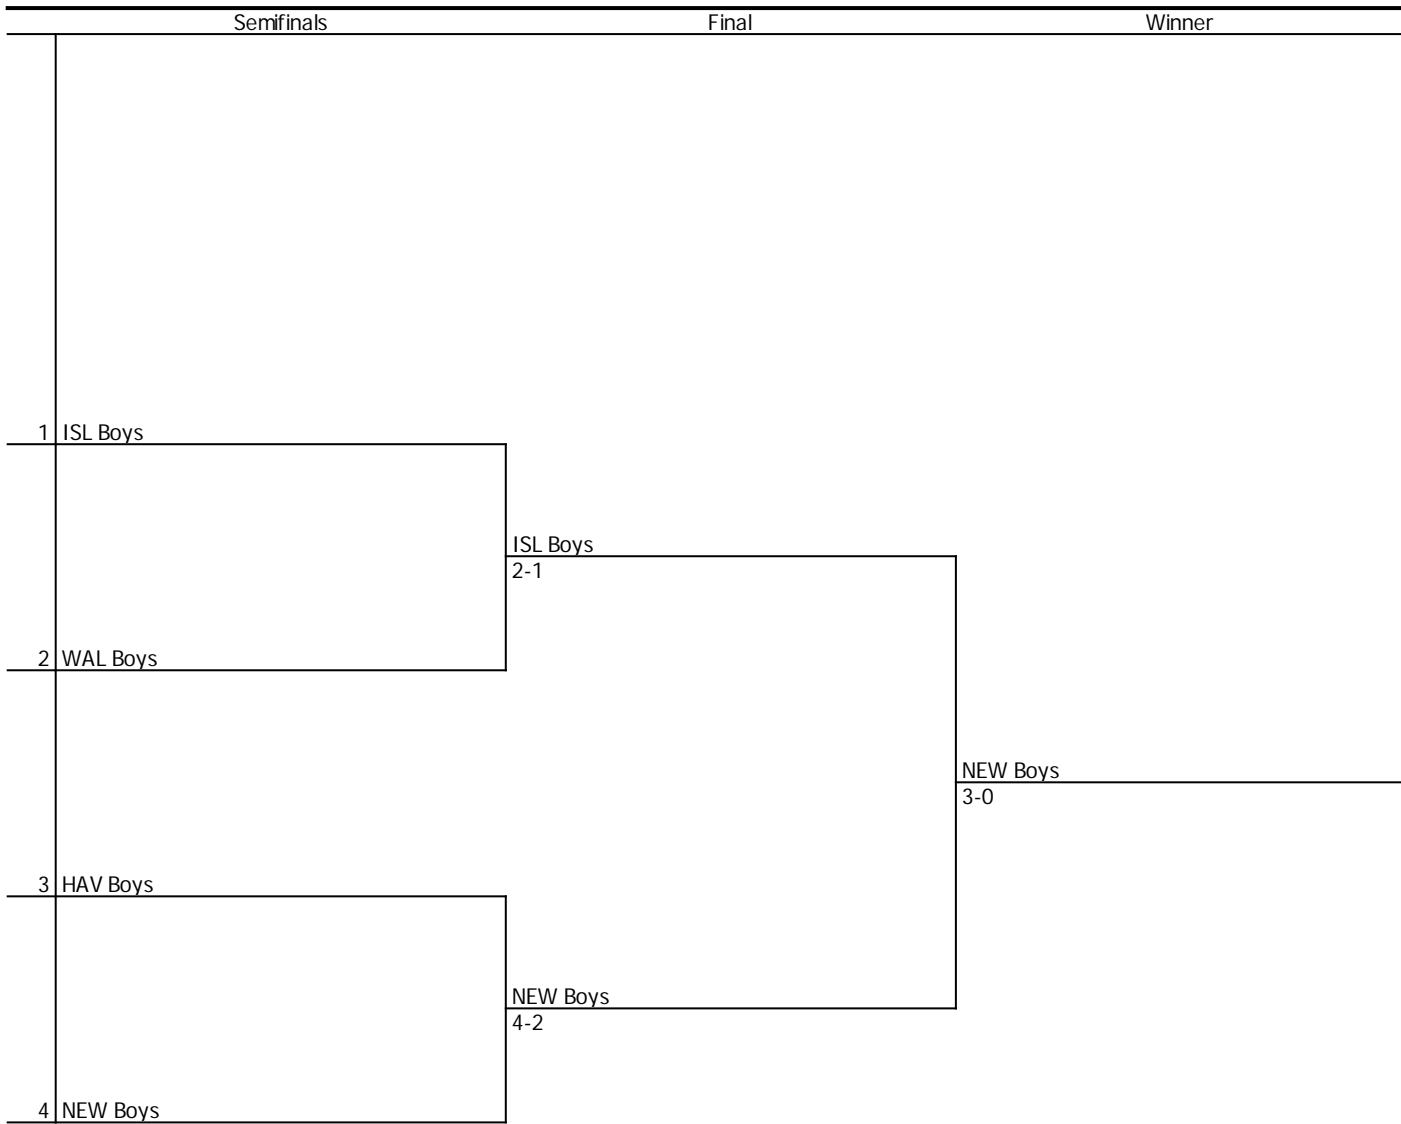 Semifinals Final Winner
1 ISL Boys
ISL Boys
2-1
2 WAL Boys
NEW Boys
3-0
3 HAV Boys
NEW Boys
4-2
4 NEW Boys